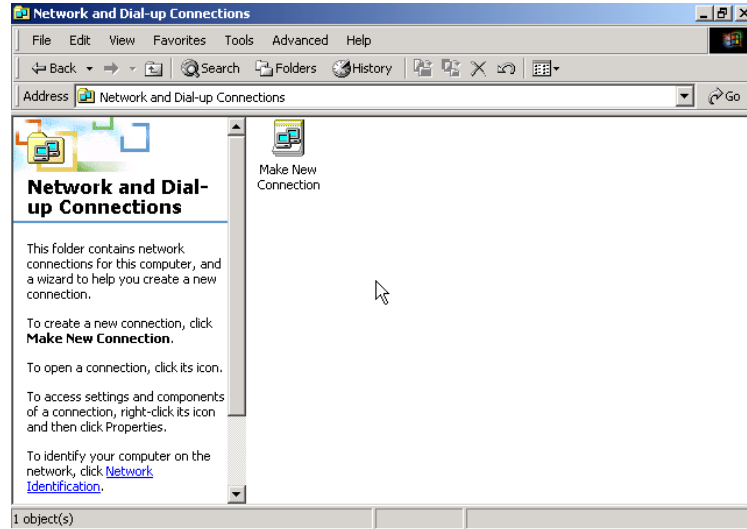 Network and Dial-up Connections
File Edit View Favorites Tools Advanced Help
Back Search Folders History
Address Network and Dial-up Connections Go
Make New
Connection
Network and Dial-
up Connections
This folder contains network
connections for this computer, and
a wizard to help you create a new
connection.
To create a new connection, click
Make New Connection.
To open a connection, click its icon.
To access settings and components
of a connection, right-click its icon
and then click Properties.
To identify your computer on the
network, click Network
Identification.
1 object(s)